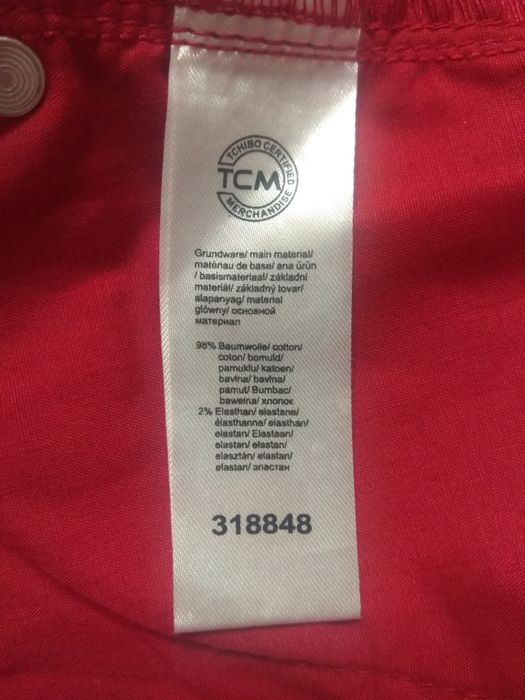 TCHIBO CERTIFIED
TCM
MERCHANDISE
Grundware/ main material/
matériau de base/ ana ürün
/ basismateriaal/ základní
materiál/ základný tovar/
alapanyag/ material
główny/ основной
материал
98% Baumwolle/ cotton/
coton/ bomuld/
pamuklu/ katoen/
bavlna/ bavlna/
pamut/ Bumbac/
bawełna/ хлопок
2% Elasthan/ elastane/
élasthanne/ elasthan/
elastan/ Elastaan/
elastan/ elastan/
elasztán/ elastan/
elastan/ эластан
318848